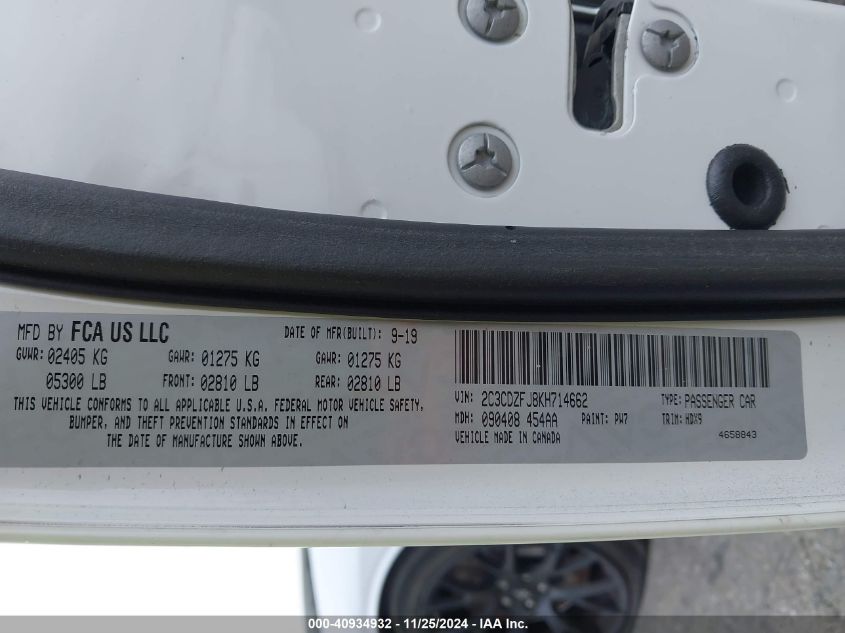 MFD BY FCA US LLC DATE OF MFR(BUILT): 9-19
GVWR: 02405 KG GAWR: 01275 KG GAWR: 01275 KG
05300 LB FRONT: 02810 LB REAR: 02810 LB
THIS VEHICLE CONFORMS TO ALL APPLICABLE U.S.A. FEDERAL MOTOR VEHICLE SAFETY,
BUMPER, AND THEFT PREVENTION STANDARDS IN EFFECT ON
THE DATE OF MANUFACTURE SHOWN ABOVE.
VIN: 2C3CDZFJ8KH714662 TYPE: PASSENGER CAR
MDH: 090408 454AA PAINT: PW7 TRIM: HDX9
VEHICLE MADE IN CANADA 4658843
000-40934932 - 11/25/2024 - IAA Inc.